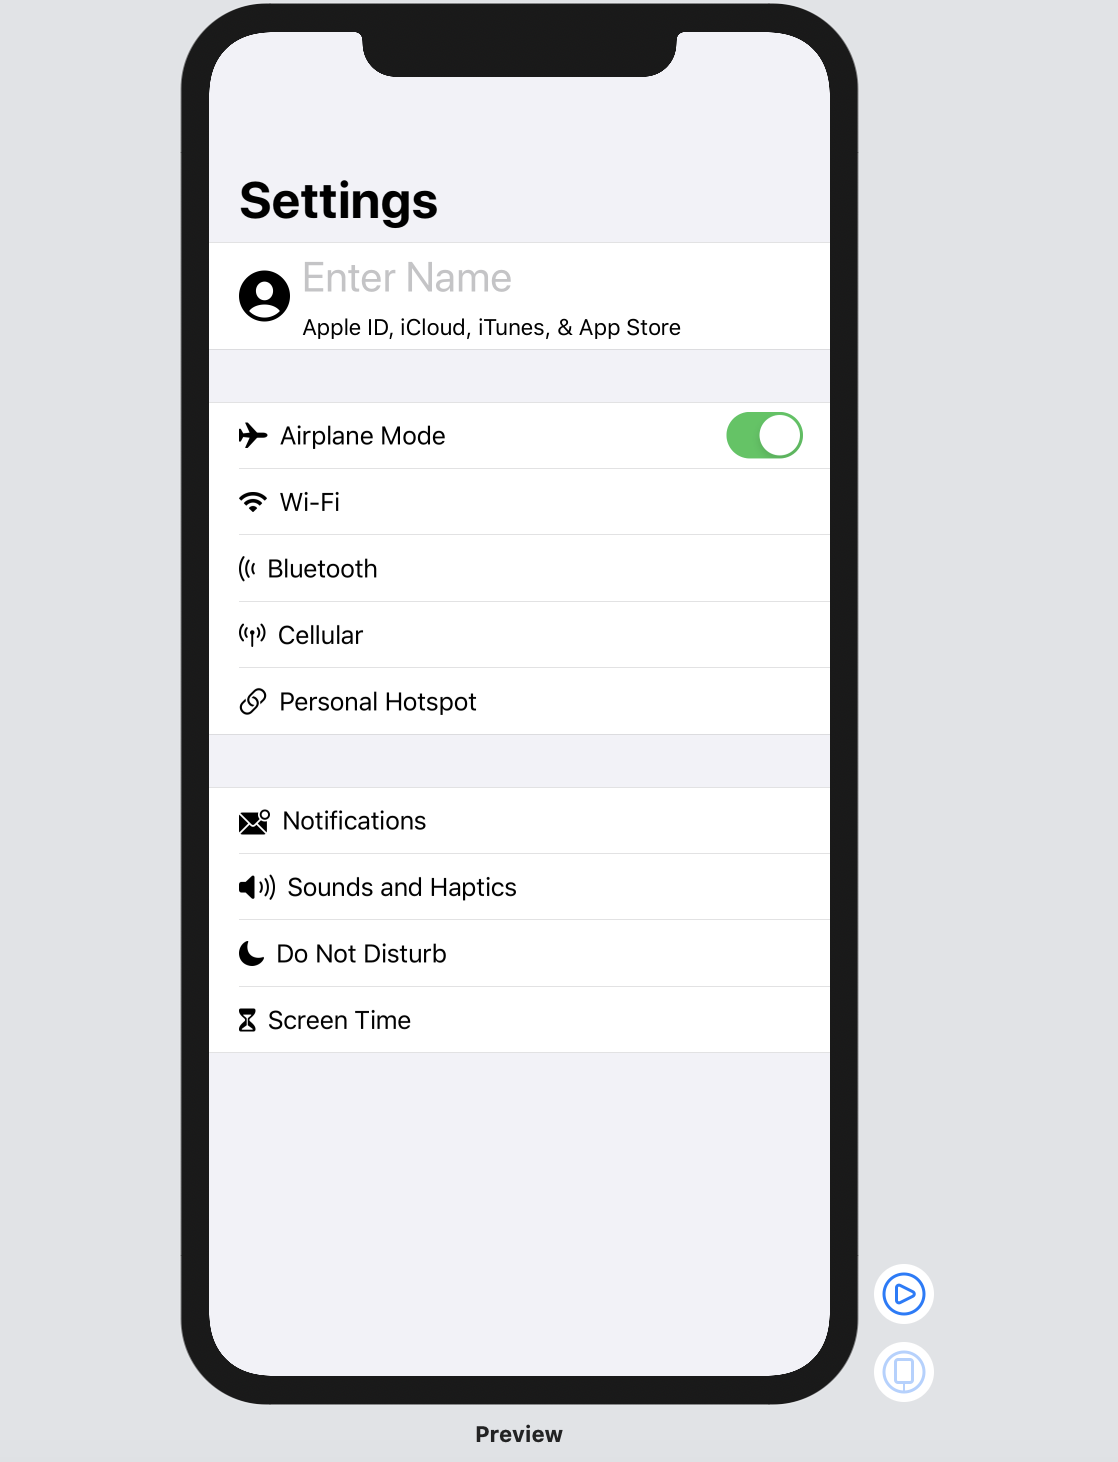 Settings
Enter Name
Apple ID, iCloud, iTunes, & App Store
Airplane Mode
Wi-Fi
Bluetooth
Cellular
Personal Hotspot
Notifications
Sounds and Haptics
Do Not Disturb
Screen Time
Preview